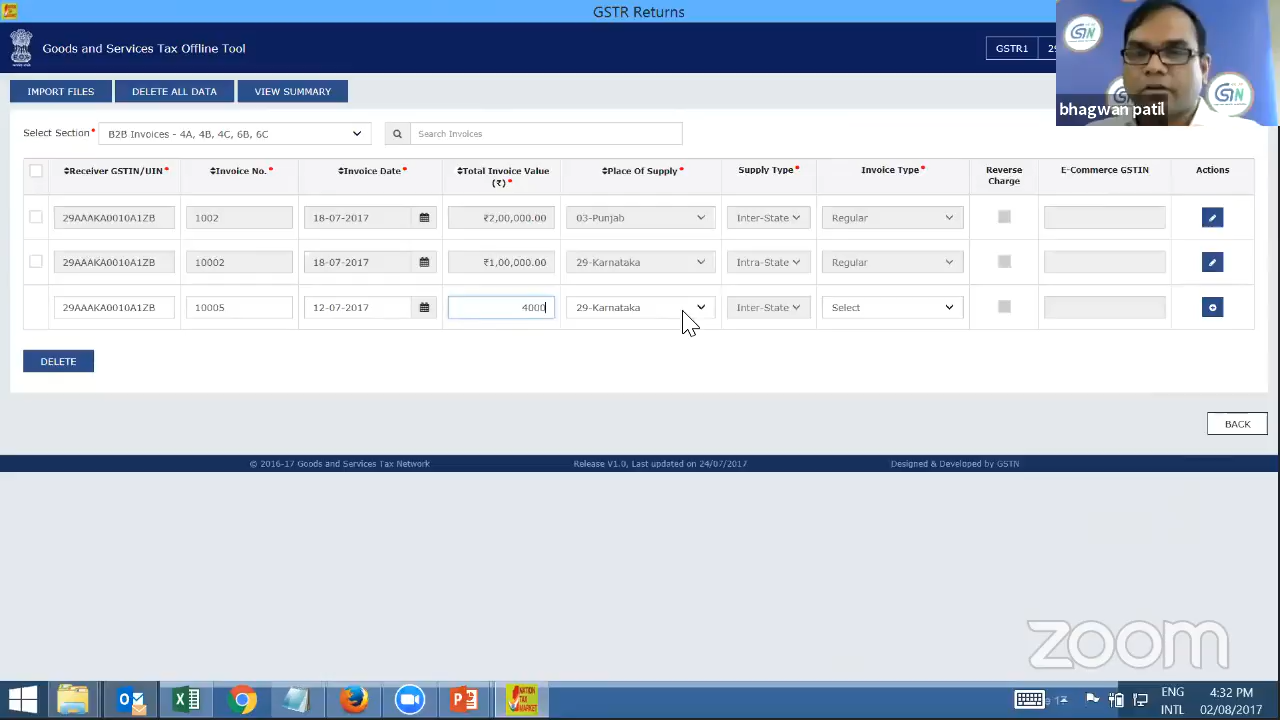 GSTR Returns
Goods and Services Tax Offline Tool
GSTR1
29
GSTN
GSTN
bhagwan patil
IMPORT FILES
DELETE ALL DATA
VIEW SUMMARY
Select Section* B2B Invoices - 4A, 4B, 4C, 6B, 6C
Search Invoices
Receiver GSTIN/UIN* Invoice No.* Invoice Date* Total Invoice Value (₹)* Place Of Supply* Supply Type* Invoice Type* Reverse Charge E-Commerce GSTIN Actions
29AAAKA0010A1ZB 1002 18-07-2017 ₹2,00,000.00 03-Punjab Inter-State Regular
29AAAKA0010A1ZB 10002 18-07-2017 ₹1,00,000.00 29-Karnataka Intra-State Regular
29AAAKA0010A1ZB 10005 12-07-2017 4000 29-Karnataka Inter-State Select
DELETE
BACK
© 2016-17 Goods and Services Tax Network Release V1.0, Last updated on 24/07/2017 Designed & Developed by GSTN
zoom
NATION TAX MARKET
ENG 4:32 PM
INTL 02/08/2017